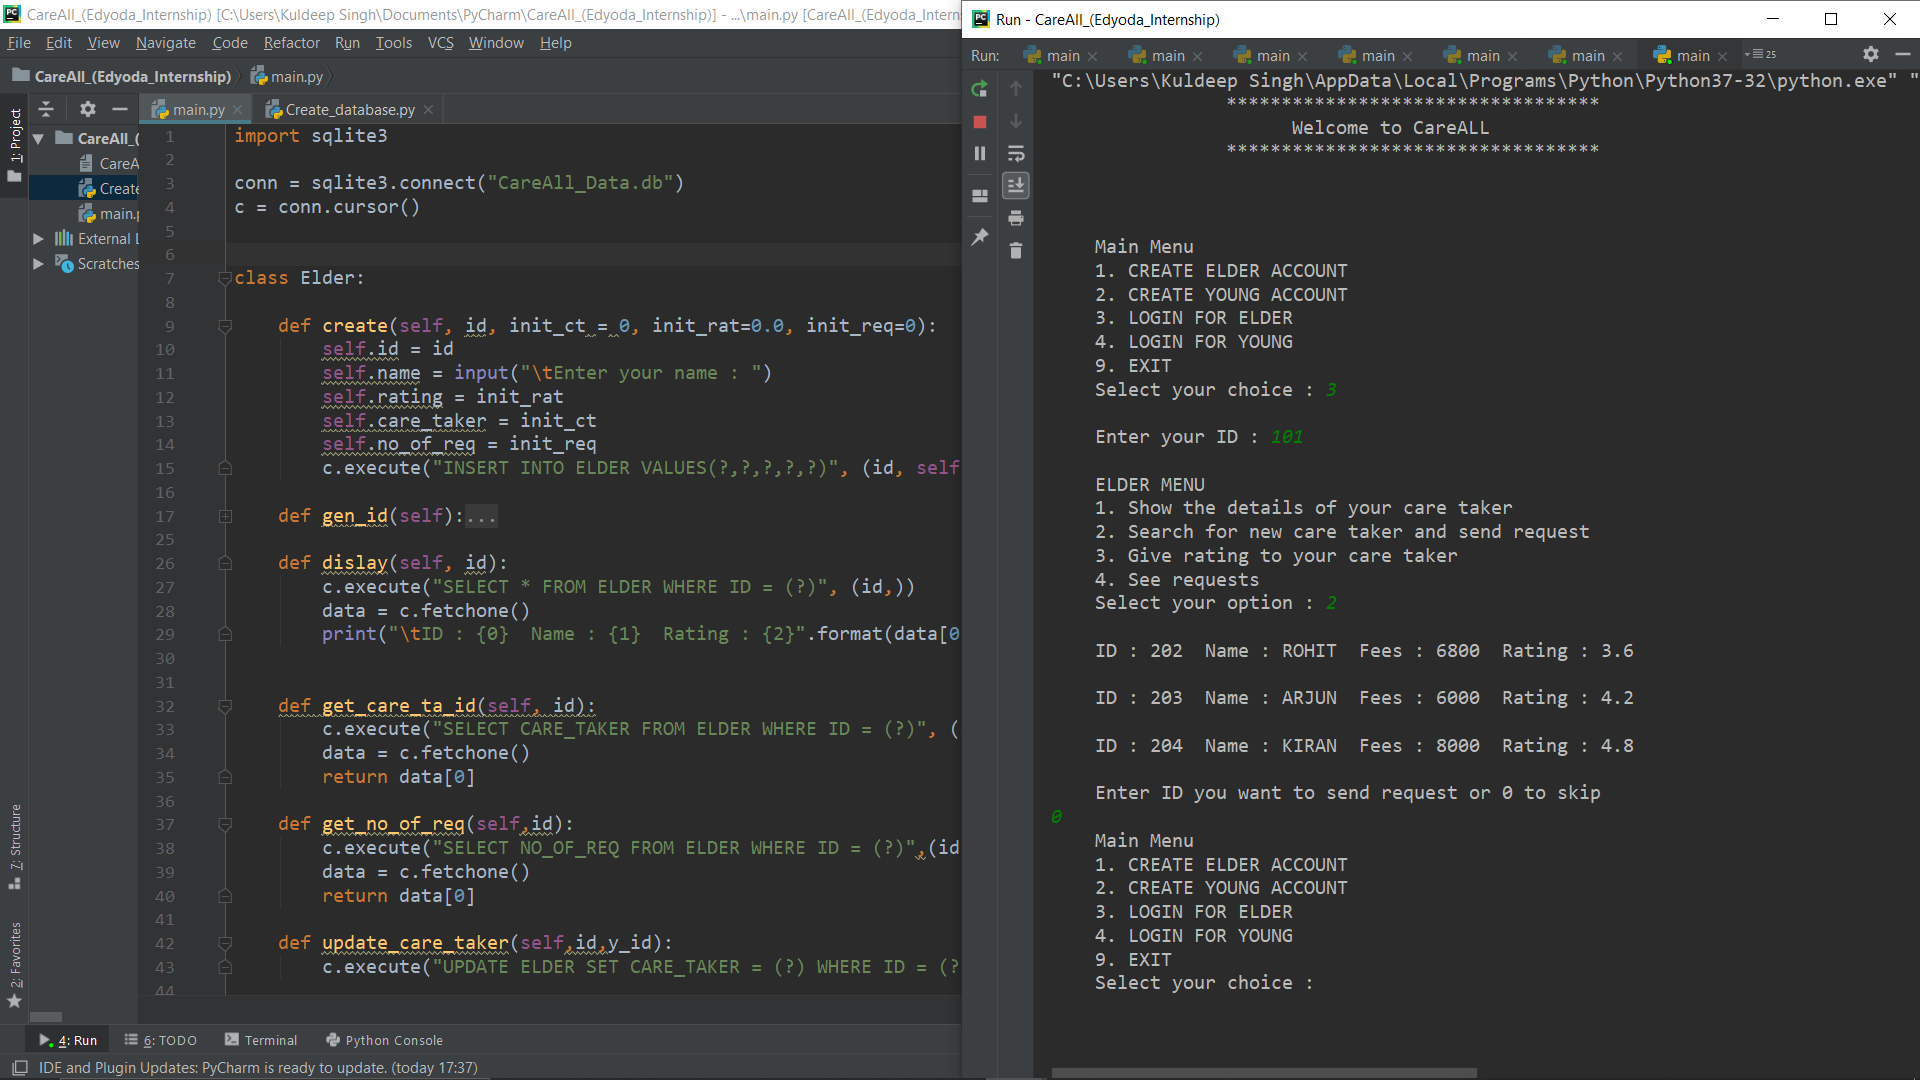 CareAll_(Edyoda_Internship) [C:\Users\Kuldeep Singh\Documents\PyCharm\CareAll_(Edyoda_Internship)] - ...\main.py [CareAll_(Edyoda_Intern
File Edit View Navigate Code Refactor Run Tools VCS Window Help
CareAll_(Edyoda_Internship) main.py
1: Project
CareAll_(
CareA
Create
main.p
External L
Scratches
7: Structure
2: Favorites
main.py Create_database.py
1 import sqlite3
2
3 conn = sqlite3.connect("CareAll_Data.db")
4 c = conn.cursor()
5
6
7 class Elder:
8
9 def create(self, id, init_ct = 0, init_rat=0.0, init_req=0):
10 self.id = id
11 self.name = input("\tEnter your name : ")
12 self.rating = init_rat
13 self.care_taker = init_ct
14 self.no_of_req = init_req
15 c.execute("INSERT INTO ELDER VALUES(?,?,?,?,?)", (id, self
16
17 def gen_id(self):...
25
26 def dislay(self, id):
27 c.execute("SELECT * FROM ELDER WHERE ID = (?)", (id,))
28 data = c.fetchone()
29 print("\tID : {0}  Name : {1}  Rating : {2}".format(data[0
30
31
32 def get_care_ta_id(self, id):
33 c.execute("SELECT CARE_TAKER FROM ELDER WHERE ID = (?)", (
34 data = c.fetchone()
35 return data[0]
36
37 def get_no_of_req(self,id):
38 c.execute("SELECT NO_OF_REQ FROM ELDER WHERE ID = (?)",(id
39 data = c.fetchone()
40 return data[0]
41
42 def update_care_taker(self,id,y_id):
43 c.execute("UPDATE ELDER SET CARE_TAKER = (?) WHERE ID = (?
44
4: Run 6: TODO Terminal Python Console
IDE and Plugin Updates: PyCharm is ready to update. (today 17:37)
Run - CareAll_(Edyoda_Internship)
Run: main main main main main main main 25
"C:\Users\Kuldeep Singh\AppData\Local\Programs\Python\Python37-32\python.exe" "
**********************************
Welcome to CareALL
**********************************
Main Menu
1. CREATE ELDER ACCOUNT
2. CREATE YOUNG ACCOUNT
3. LOGIN FOR ELDER
4. LOGIN FOR YOUNG
9. EXIT
Select your choice : 3
Enter your ID : 101
ELDER MENU
1. Show the details of your care taker
2. Search for new care taker and send request
3. Give rating to your care taker
4. See requests
Select your option : 2
ID : 202  Name : ROHIT  Fees : 6800  Rating : 3.6
ID : 203  Name : ARJUN  Fees : 6000  Rating : 4.2
ID : 204  Name : KIRAN  Fees : 8000  Rating : 4.8
Enter ID you want to send request or 0 to skip
0
Main Menu
1. CREATE ELDER ACCOUNT
2. CREATE YOUNG ACCOUNT
3. LOGIN FOR ELDER
4. LOGIN FOR YOUNG
9. EXIT
Select your choice :